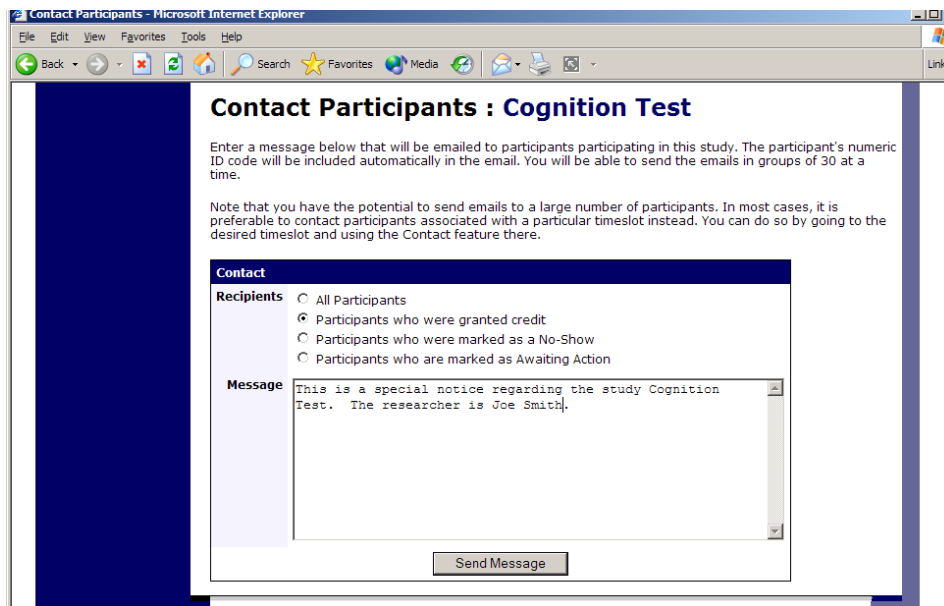 Contact Participants - Microsoft Internet Explorer
File Edit View Favorites Tools Help
Back Search Favorites Media
Link
Contact Participants : Cognition Test
Enter a message below that will be emailed to participants participating in this study. The participant's numeric
ID code will be included automatically in the email. You will be able to send the emails in groups of 30 at a
time.
Note that you have the potential to send emails to a large number of participants. In most cases, it is
preferable to contact participants associated with a particular timeslot instead. You can do so by going to the
desired timeslot and using the Contact feature there.
Contact
Recipients All Participants
Participants who were granted credit
Participants who were marked as a No-Show
Participants who are marked as Awaiting Action
Message This is a special notice regarding the study Cognition
Test. The researcher is Joe Smith.
Send Message